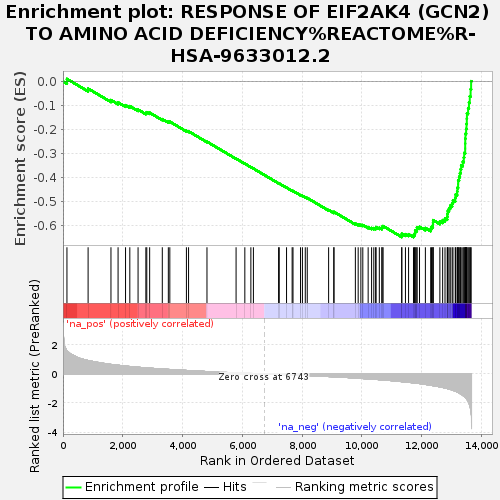 Enrichment plot: RESPONSE OF EIF2AK4 (GCN2)
TO AMINO ACID DEFICIENCY%REACTOME%R-
HSA-9633012.2
Enrichment score (ES)
0.0
-0.1
-0.2
-0.3
-0.4
-0.5
-0.6
'na_pos' (positively correlated)
Ranked list metric (PreRanked)
2
0
-2
-4
Zero cross at 6743
'na_neg' (negatively correlated)
0
2,000
4,000
6,000
8,000
10,000
12,000
14,000
Rank in Ordered Dataset
Enrichment profile
Hits
Ranking metric scores